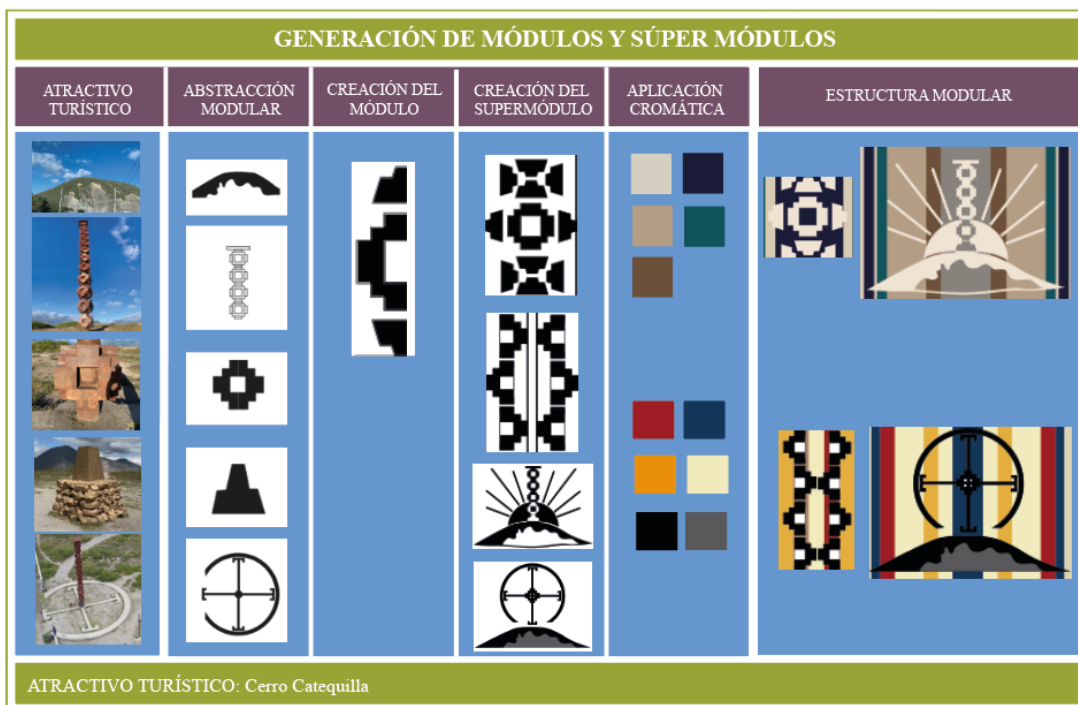 GENERACIÓN DE MÓDULOS Y SÚPER MÓDULOS
ATRACTIVO
TURÍSTICO
ABSTRACCIÓN
MODULAR
CREACIÓN DEL
MÓDULO
CREACIÓN DEL
SUPERMÓDULO
APLICACIÓN
CROMÁTICA
ESTRUCTURA MODULAR
ATRACTIVO TURÍSTICO: Cerro Catequilla